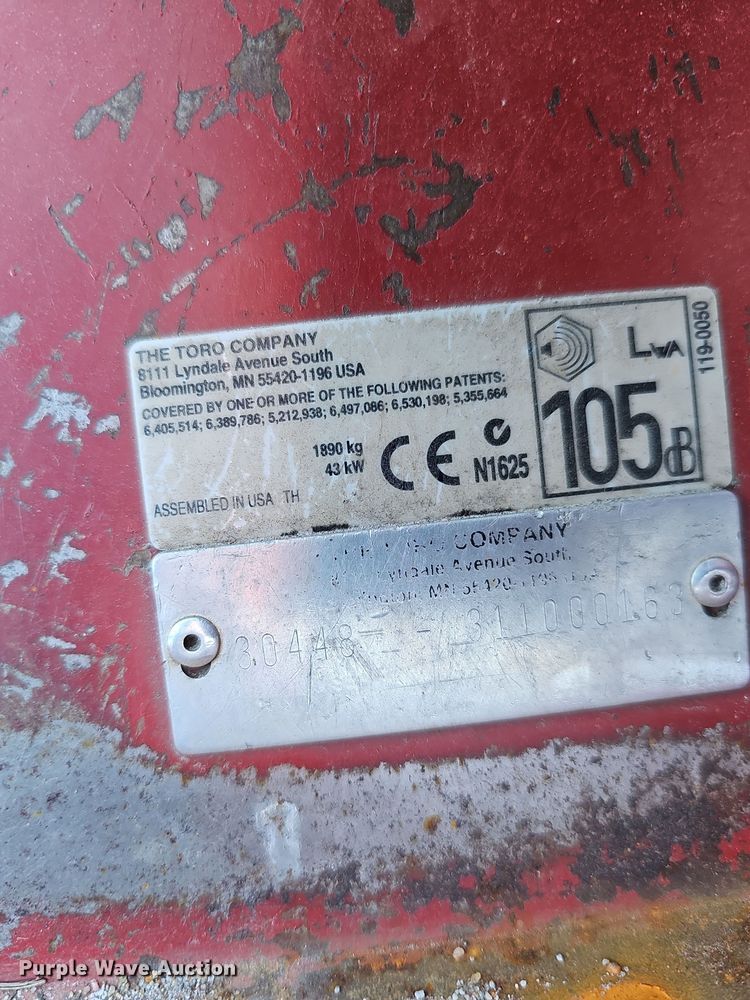 THE TORO COMPANY
8111 Lyndale Avenue South
Bloomington, MN 55420-1196 USA
COVERED BY ONE OR MORE OF THE FOLLOWING PATENTS:
6,405,514; 6,389,786; 5,212,938; 6,497,086; 6,530,198; 5,355,664
1890 kg
43 kW
CE
N1625
ASSEMBLED IN USA TH
LWA
105dB
119-0050
COMPANY
Avenue South
MN 55420-1196
30448 -- 311000163
Purple Wave Auction